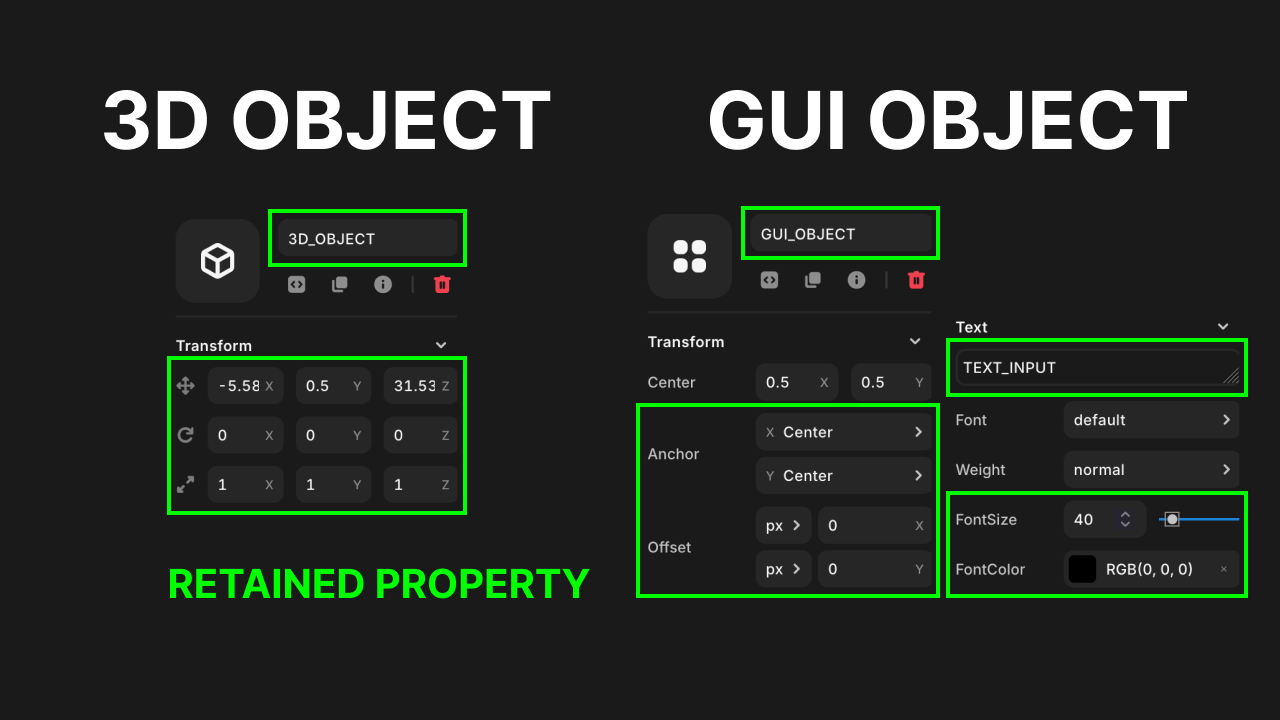 3D OBJECT
3D_OBJECT
Transform
-5.58 X 0.5 Y 31.53 Z
0 X 0 Y 0 Z
1 X 1 Y 1 Z
RETAINED PROPERTY
GUI OBJECT
GUI_OBJECT
Transform
Center 0.5 X 0.5 Y
Anchor
X Center
Y Center
Offset
px 0 X
px 0 Y
Text
TEXT_INPUT
Font default
Weight normal
FontSize 40
FontColor RGB(0, 0, 0) ×